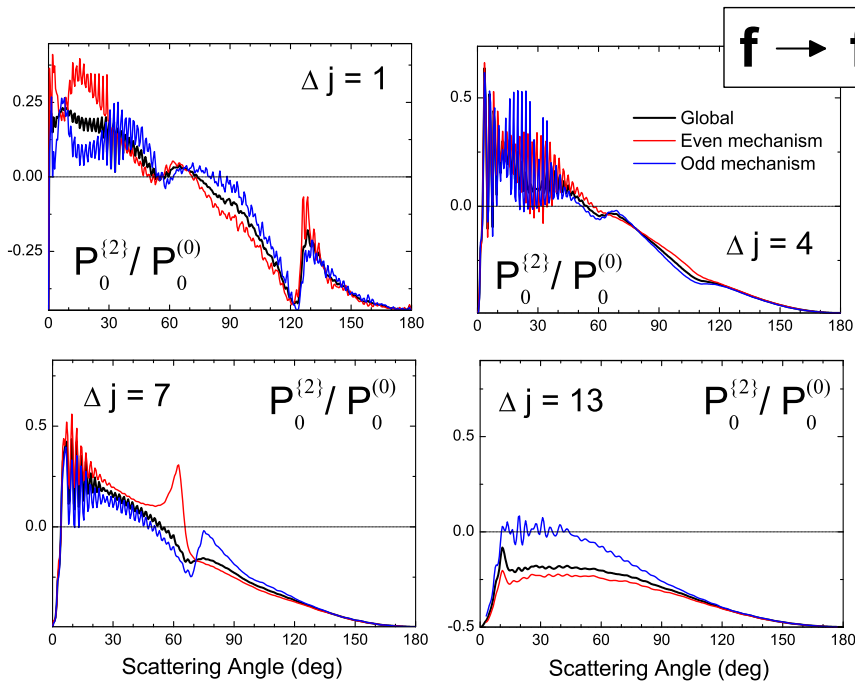 f → f
Δ j = 1
0.25
0.00
-0.25
P₀^{2}/ P₀^(0)
0 30 60 90 120 150 180
Global
Even mechanism
Odd mechanism
0.5
0.0
Δ j = 4
P₀^{2}/ P₀^(0)
0 30 60 90 120 150 180
Δ j = 7
P₀^{2}/ P₀^(0)
0.5
0.0
0 30 60 90 120 150 180
Scattering Angle (deg)
Δ j = 13
P₀^{2}/ P₀^(0)
0.5
0.0
-0.5
0 30 60 90 120 150 180
Scattering Angle (deg)